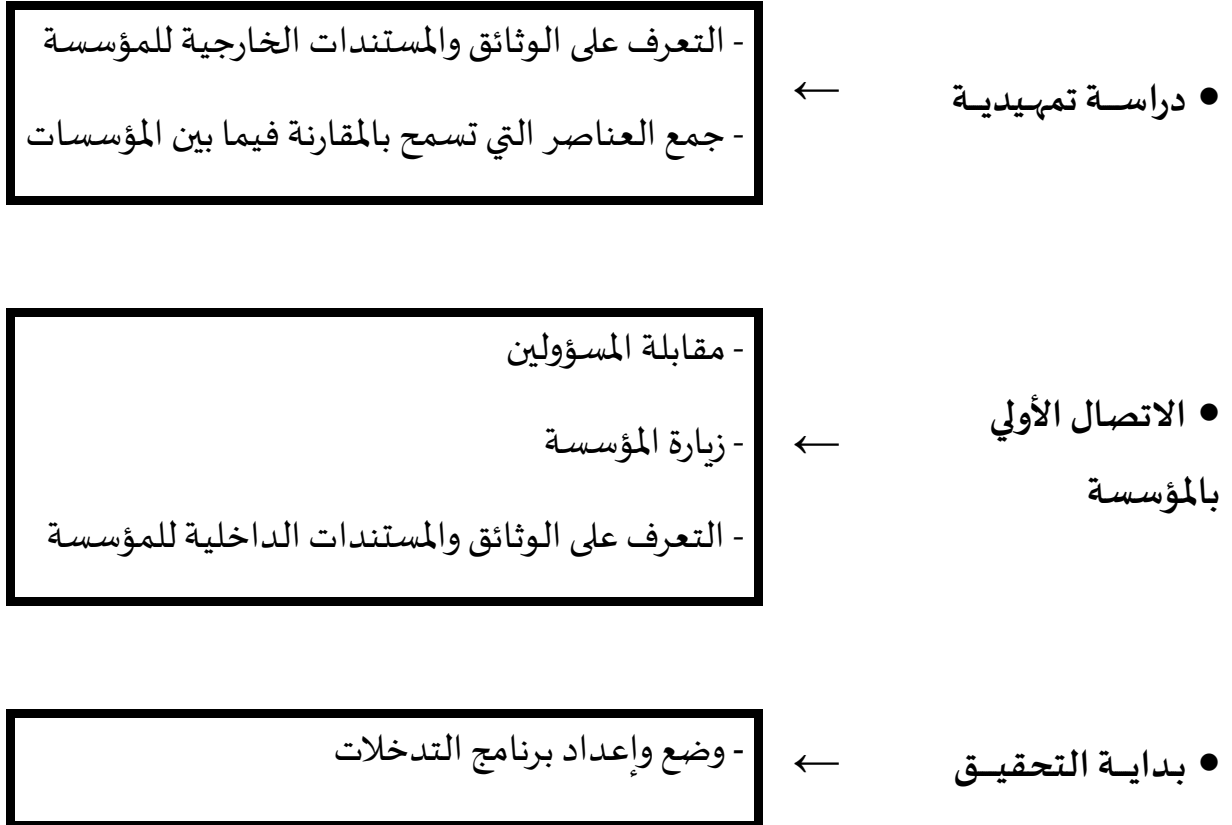 ● دراسة تمهيدية ←
- التعرف على الوثائق والمستندات الخارجية للمؤسسة
- جمع العناصر التي تسمح بالمقارنة فيما بين المؤسسات
● الاتصال الأولي
بالمؤسسة ←
- مقابلة المسؤولين
- زيارة المؤسسة
- التعرف على الوثائق والمستندات الداخلية للمؤسسة
● بداية التحقيق ←
- وضع وإعداد برنامج التدخلات